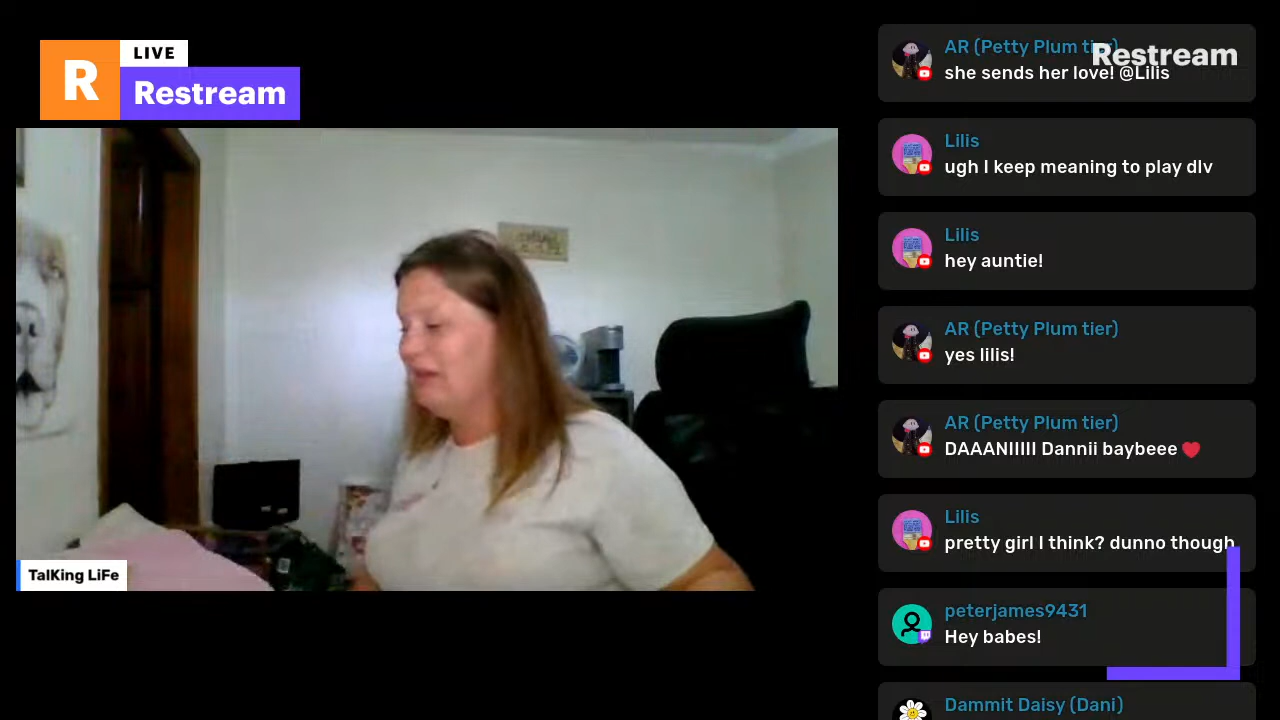 R
LIVE
Restream
TalKing LiFe
Restream
AR (Petty Plum tier)
she sends her love! @Lilis
Lilis
ugh I keep meaning to play dlv
Lilis
hey auntie!
AR (Petty Plum tier)
yes lilis!
AR (Petty Plum tier)
DAAANIIIII Dannii baybeee
Lilis
pretty girl I think? dunno though
peterjames9431
Hey babes!
Dammit Daisy (Dani)